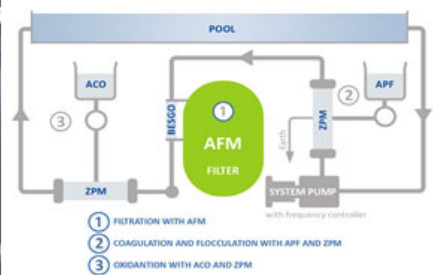 POOL
ACO
APF
3
BESGO
1
AFM
FILTER
ZPM
2
Earth
ZPM
SYSTEM PUMP
with frequency controller
1 FILTRATION WITH AFM
2 COAGULATION AND FLOCCULATION WITH APF AND ZPM
3 OXIDANTION WITH ACO AND ZPM